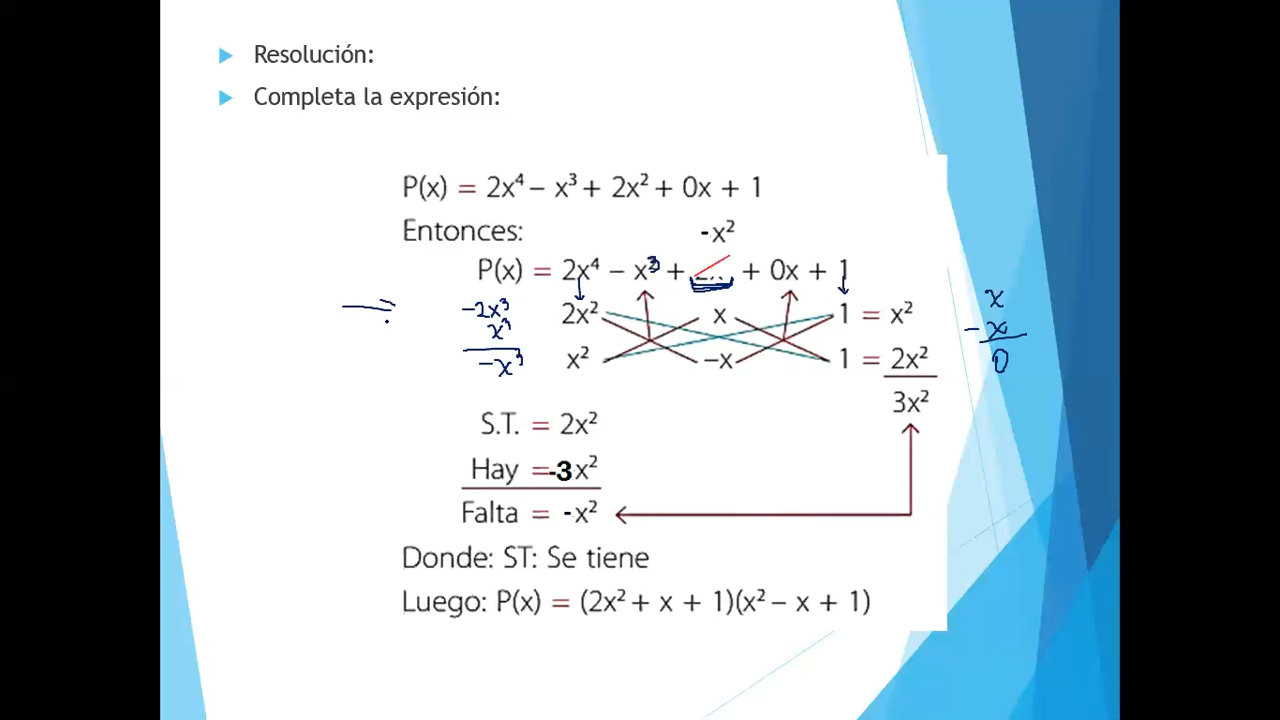 Resolución:
Completa la expresión:
P(x) = 2x⁴ – x³ + 2x² + 0x + 1
Entonces:
-x²
P(x) = 2x⁴ – x³ + + 0x + 1
-2x³
2x² x 1 = x²
x
x³
-x
x² –x 1 = 2x²
-x³
0
3x²
S.T. = 2x²
Hay =-3x²
Falta = -x²
Donde: ST: Se tiene
Luego: P(x) = (2x² + x + 1)(x² – x + 1)